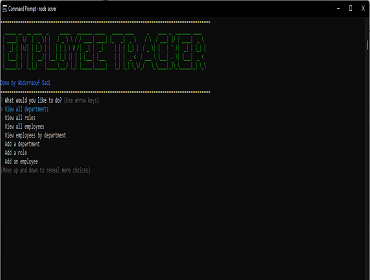 Command Prompt - node server
EMPLOYEE TRACKER
Done by Abdurraouf Sadi
? What would you like to do? (Use arrow keys)
> View all departments
View all roles
View all employees
View employees by department
Add a department
Add a role
Add an employee
(Move up and down to reveal more choices)